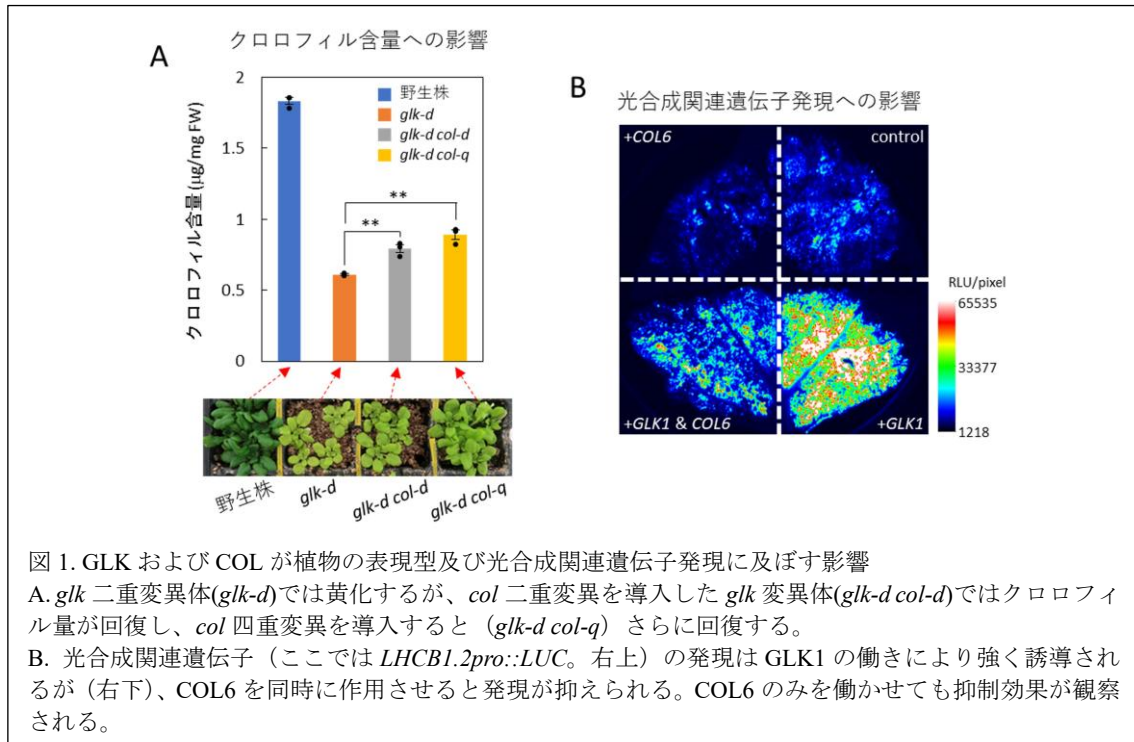 A
クロロフィル含量への影響
クロロフィル含量(µg/mg FW)
2
1.5
1
0.5
0
野生株
glk-d
glk-d col-d
glk-d col-q
**
**
野生株
glk-d
glk-d col-d
glk-d col-q
B
光合成関連遺伝子発現への影響
+COL6
control
+GLK1 & COL6
+GLK1
RLU/pixel
65535
33377
1218
図 1. GLK および COL が植物の表現型及び光合成関連遺伝子発現に及ぼす影響
A. glk 二重変異体(glk-d)では黄化するが、col 二重変異を導入した glk 変異体(glk-d col-d)ではクロロフィ
ル量が回復し、col 四重変異を導入すると（glk-d col-q）さらに回復する。
B. 光合成関連遺伝子（ここでは LHCB1.2pro::LUC。右上）の発現は GLK1 の働きにより強く誘導され
るが（右下）、COL6 を同時に作用させると発現が抑えられる。COL6 のみを働かせても抑制効果が観察
される。